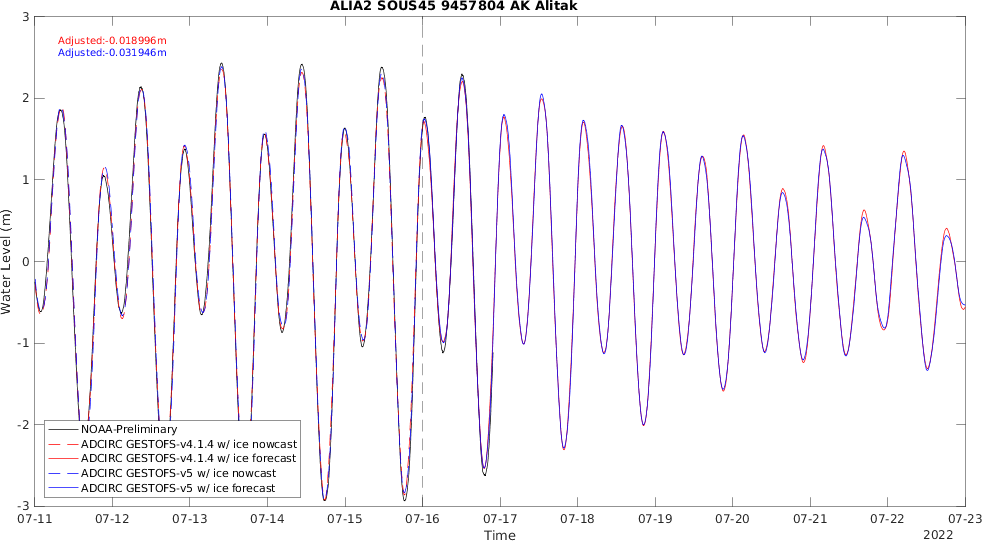 ALIA2 SOUS45 9457804 AK Alitak
Adjusted:-0.018996m
Adjusted:-0.031946m
3
2
1
0
-1
-2
-3
Water Level (m)
NOAA-Preliminary
ADCIRC GESTOFS-v4.1.4 w/ ice nowcast
ADCIRC GESTOFS-v4.1.4 w/ ice forecast
ADCIRC GESTOFS-v5 w/ ice nowcast
ADCIRC GESTOFS-v5 w/ ice forecast
07-11 07-12 07-13 07-14 07-15 07-16 07-17 07-18 07-19 07-20 07-21 07-22 07-23
Time
2022